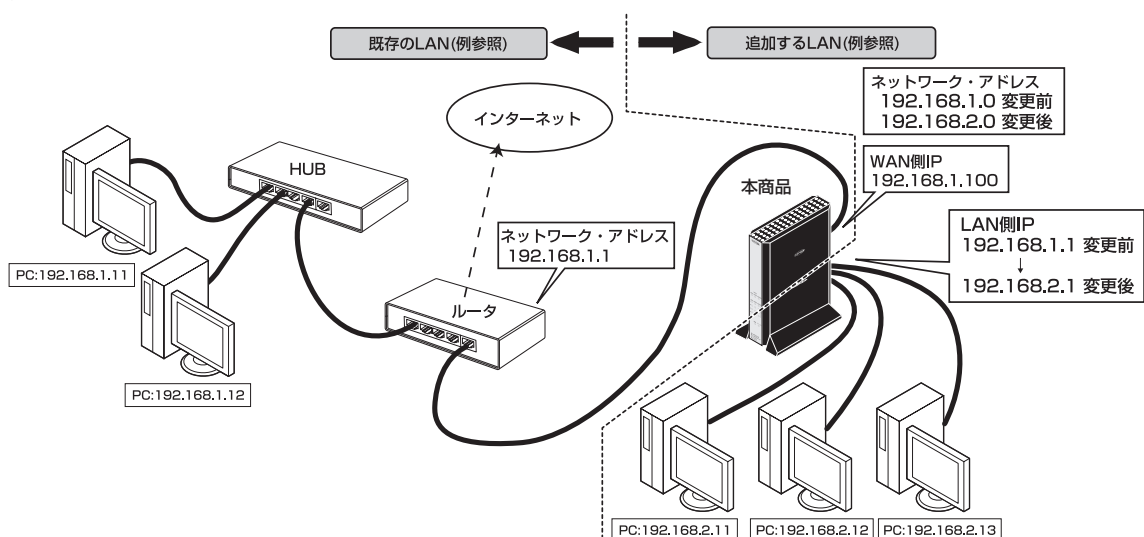 既存のLAN(例参照)
追加するLAN(例参照)
ネットワーク・アドレス
192.168.1.0 変更前
192.168.2.0 変更後
インターネット
HUB
WAN側IP
192.168.1.100
本商品
LAN側IP
192.168.1.1 変更前
↓
192.168.2.1 変更後
ネットワーク・アドレス
192.168.1.1
PC:192.168.1.11
ルータ
PC:192.168.1.12
PC:192.168.2.11
PC:192.168.2.12
PC:192.168.2.13